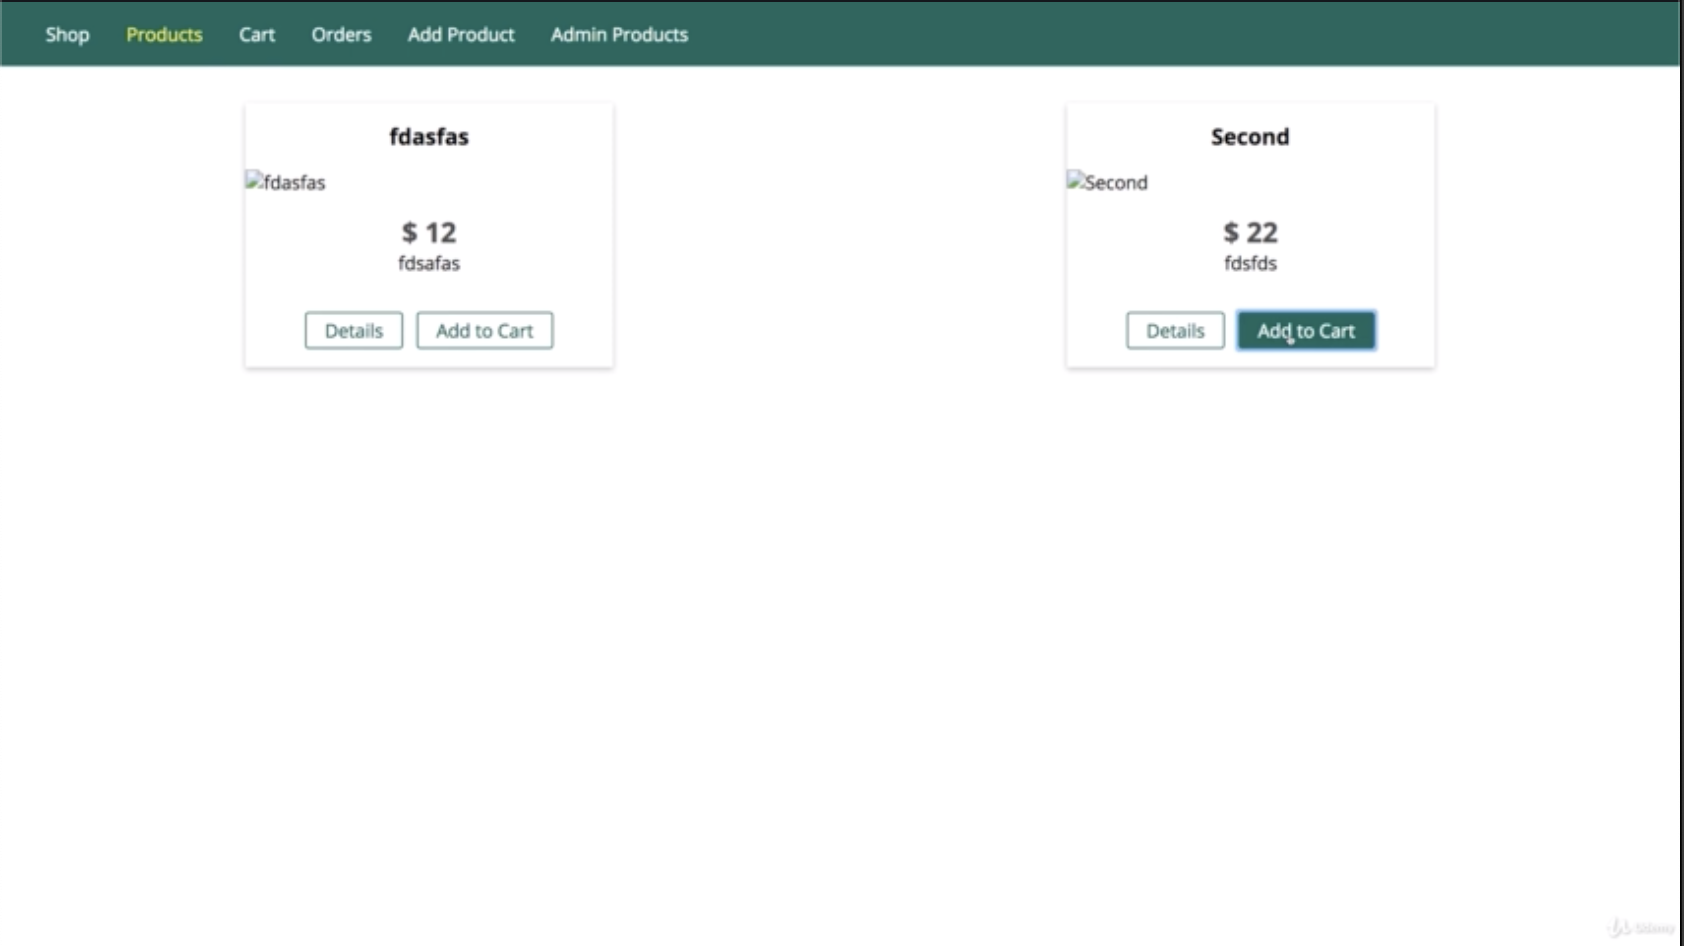 Shop Products Cart Orders Add Product Admin Products
fdasfas
fdasfas
$ 12
fdsafas
Details Add to Cart
Second
Second
$ 22
fdsfds
Details Add to Cart
Udemy